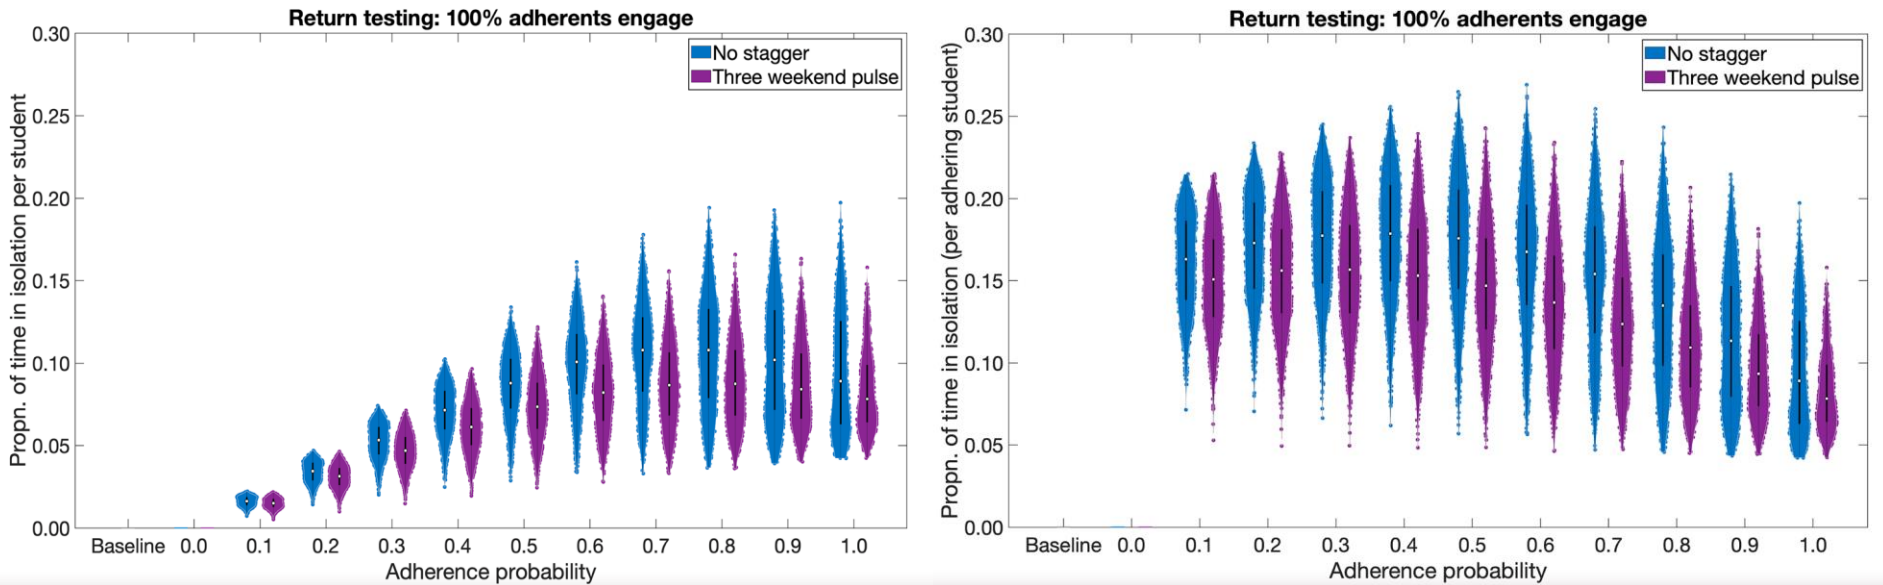 Return testing: 100% adherents engage
0.30
0.25
0.20
0.15
0.10
0.05
0.00
Propn. of time in isolation per student
No stagger
Three weekend pulse
Baseline 0.0 0.1 0.2 0.3 0.4 0.5 0.6 0.7 0.8 0.9 1.0
Adherence probability
Return testing: 100% adherents engage
0.30
0.25
0.20
0.15
0.10
0.05
0.00
Propn. of time in isolation (per adhering student)
No stagger
Three weekend pulse
Baseline 0.0 0.1 0.2 0.3 0.4 0.5 0.6 0.7 0.8 0.9 1.0
Adherence probability